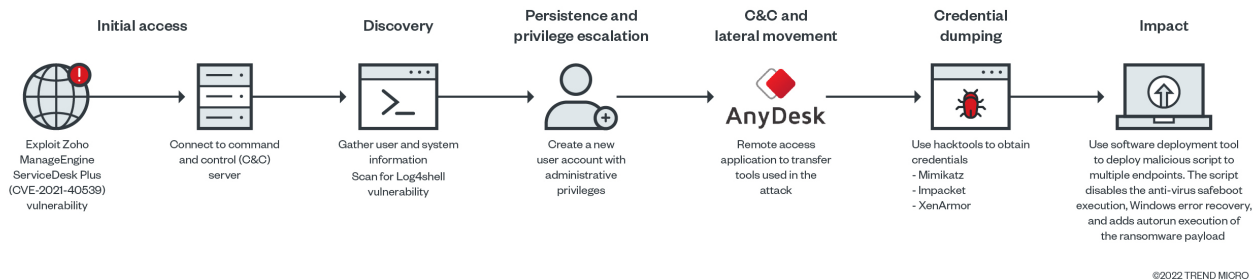 Initial access
Discovery
Persistence and
privilege escalation
C&C and
lateral movement
Credential
dumping
Impact
!
>_
AnyDesk
Exploit Zoho
ManageEngine
ServiceDesk Plus
(CVE-2021-40539)
vulnerability
Connect to command
and control (C&C)
server
Gather user and system
information
Scan for Log4shell
vulnerability
Create a new
user account with
administrative
privileges
Remote access
application to transfer
tools used in the
attack
Use hacktools to obtain
credentials
- Mimikatz
- Impacket
- XenArmor
Use software deployment tool
to deploy malicious script to
multiple endpoints. The script
disables the anti-virus safeboot
execution, Windows error recovery,
and adds autorun execution of
the ransomware payload
©2022 TREND MICRO